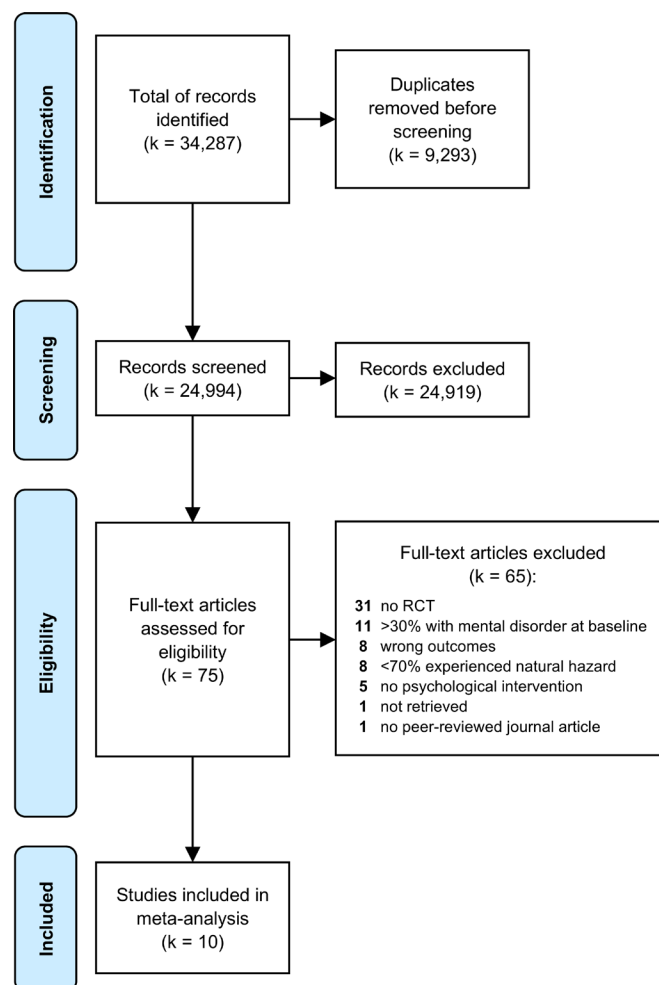 Identification
Total of records
identified
(k = 34,287)
Duplicates
removed before
screening
(k = 9,293)
Screening
Records screened
(k = 24,994)
Records excluded
(k = 24,919)
Eligibility
Full-text articles
assessed for
eligibility
(k = 75)
Full-text articles excluded
(k = 65):
31 no RCT
11 >30% with mental disorder at baseline
8 wrong outcomes
8 <70% experienced natural hazard
5 no psychological intervention
1 not retrieved
1 no peer-reviewed journal article
Included
Studies included in
meta-analysis
(k = 10)